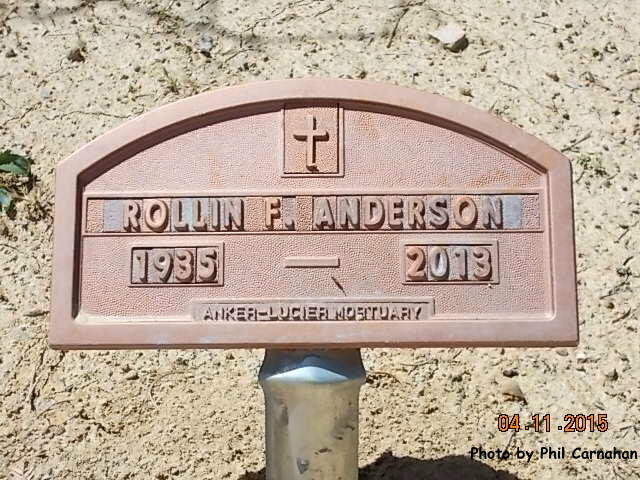 ROLLIN F. ANDERSON
1935 — 2013
ANKER-LUCIER MORTUARY
04.11.2015
Photo by Phil Carnahan